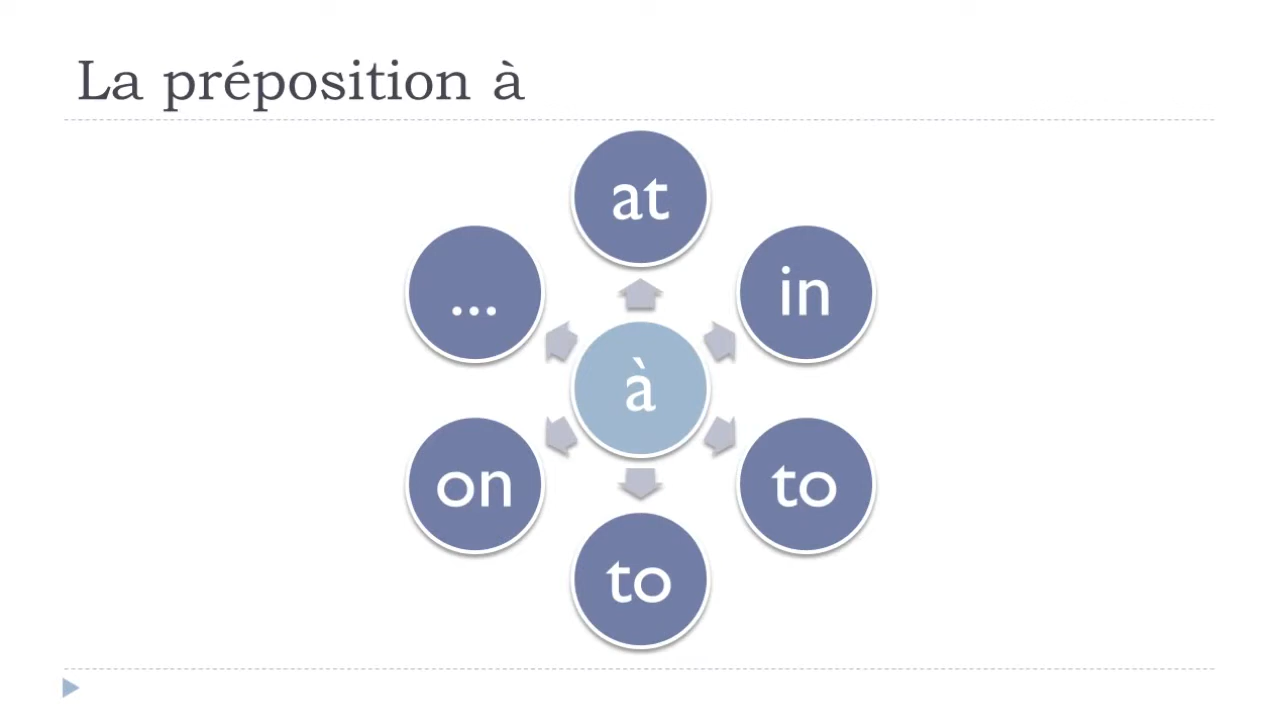 La préposition à
at
...
in
à
on
to
to